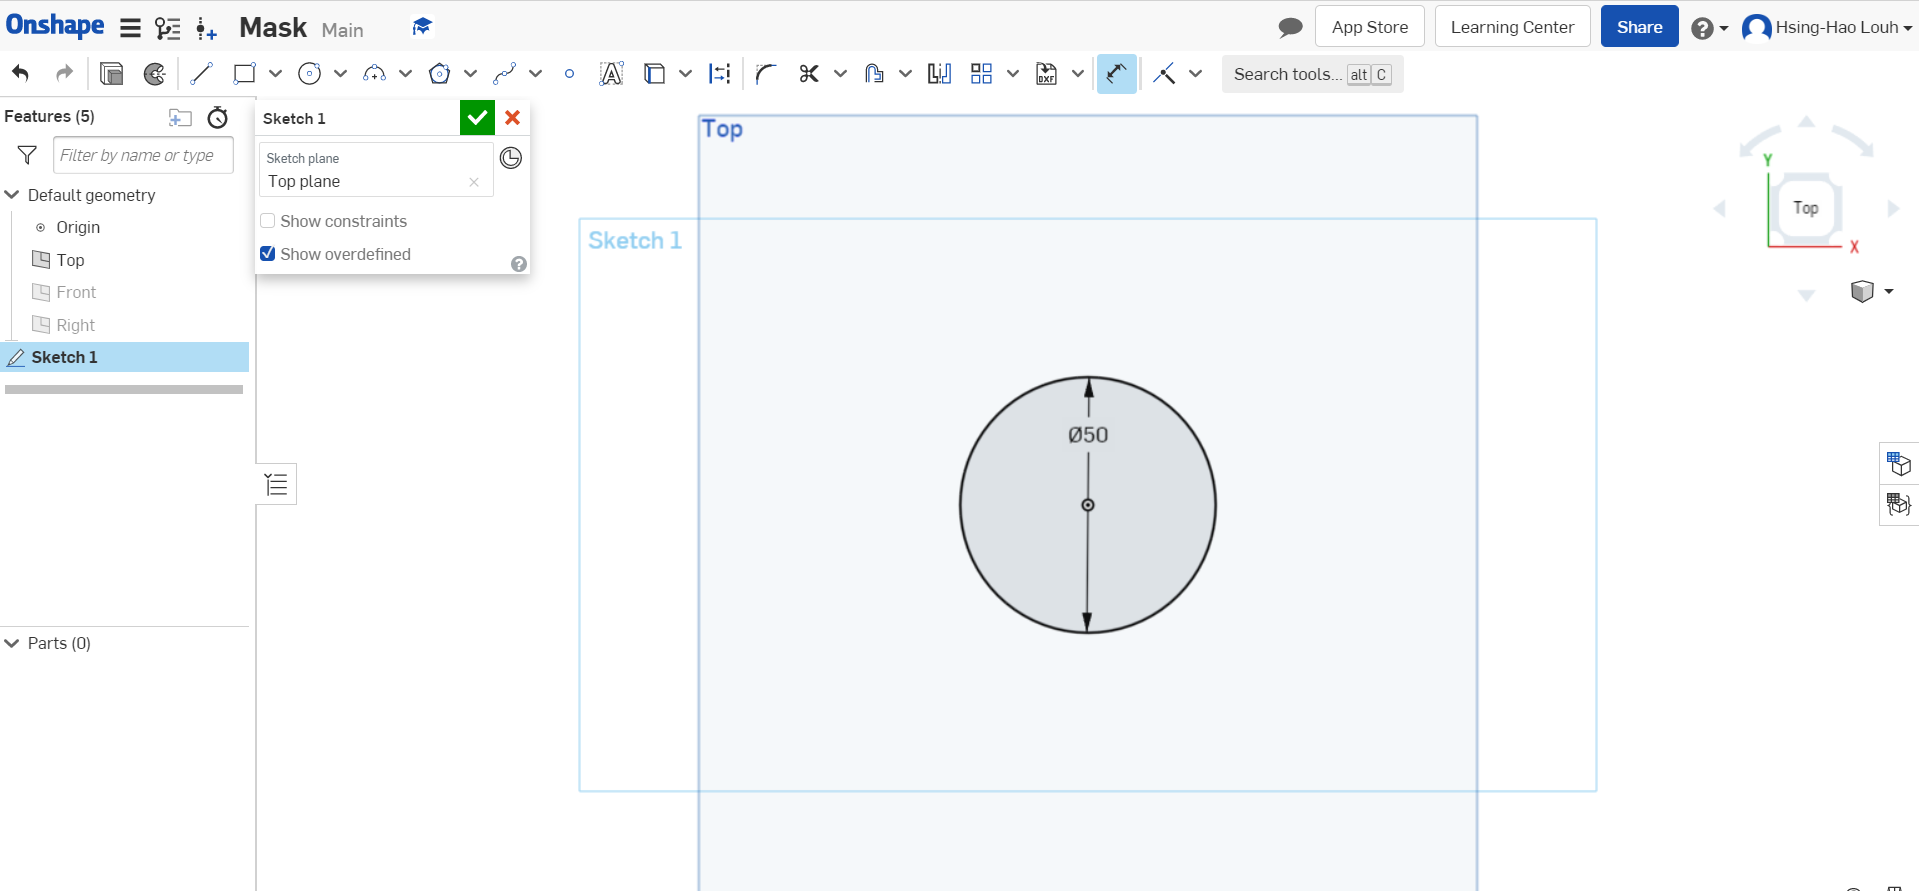 Onshape Mask Main App Store Learning Center Share Hsing-Hao Louh
Search tools... alt C
Features (5)
Filter by name or type
Default geometry
Origin
Top
Front
Right
Sketch 1
Parts (0)
Sketch 1
Sketch plane
Top plane
Show constraints
Show overdefined
Top
Sketch 1
Ø50
Y
Top
X